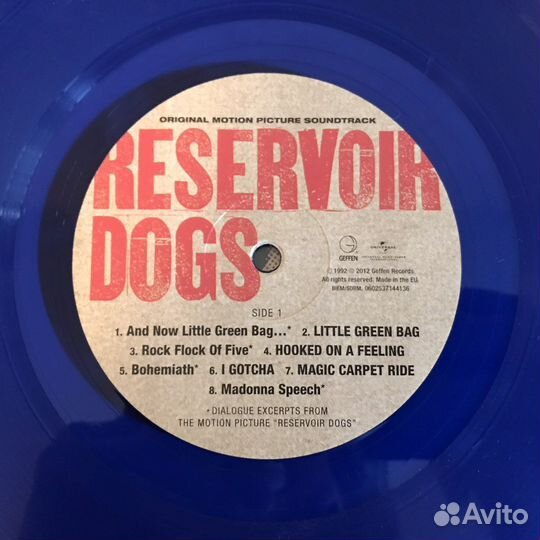 ORIGINAL MOTION PICTURE SOUNDTRACK
RESERVOIR
DOGS
GEFFEN
UNIVERSAL
℗ 1992 © 2012 Geffen Records.
All rights reserved. Made in the EU.
BIEM/SDRM. 0602537144136
SIDE 1
1. And Now Little Green Bag...* 2. LITTLE GREEN BAG
3. Rock Flock Of Five* 4. HOOKED ON A FEELING
5. Bohemiath* 6. I GOTCHA 7. MAGIC CARPET RIDE
8. Madonna Speech*
* DIALOGUE EXCERPTS FROM
THE MOTION PICTURE "RESERVOIR DOGS"
Avito